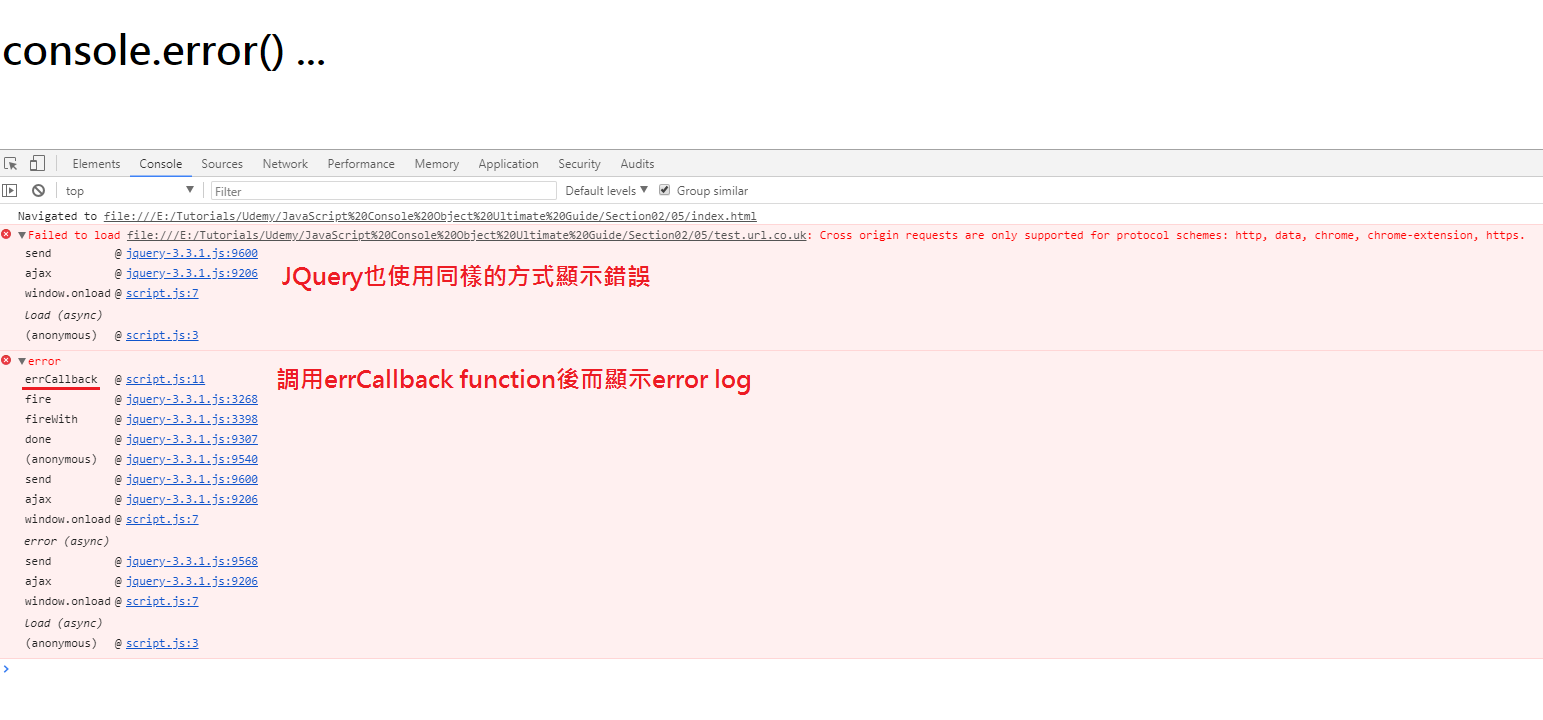 console.error() ...
Elements Console Sources Network Performance Memory Application Security Audits
top Filter Default levels Group similar
Navigated to file:///E:/Tutorials/Udemy/JavaScript%20Console%20Object%20Ultimate%20Guide/Section02/05/index.html
Failed to load file:///E:/Tutorials/Udemy/JavaScript%20Console%20Object%20Ultimate%20Guide/Section02/05/test.url.co.uk: Cross origin requests are only supported for protocol schemes: http, data, chrome, chrome-extension, https.
send @ jquery-3.3.1.js:9600
ajax @ jquery-3.3.1.js:9206
JQuery也使用同樣的方式顯示錯誤
window.onload @ script.js:7
load (async)
(anonymous) @ script.js:3
error
errCallback @ script.js:11
調用errCallback function後而顯示error log
fire @ jquery-3.3.1.js:3268
fireWith @ jquery-3.3.1.js:3398
done @ jquery-3.3.1.js:9307
(anonymous) @ jquery-3.3.1.js:9540
send @ jquery-3.3.1.js:9600
ajax @ jquery-3.3.1.js:9206
window.onload @ script.js:7
error (async)
send @ jquery-3.3.1.js:9568
ajax @ jquery-3.3.1.js:9206
window.onload @ script.js:7
load (async)
(anonymous) @ script.js:3